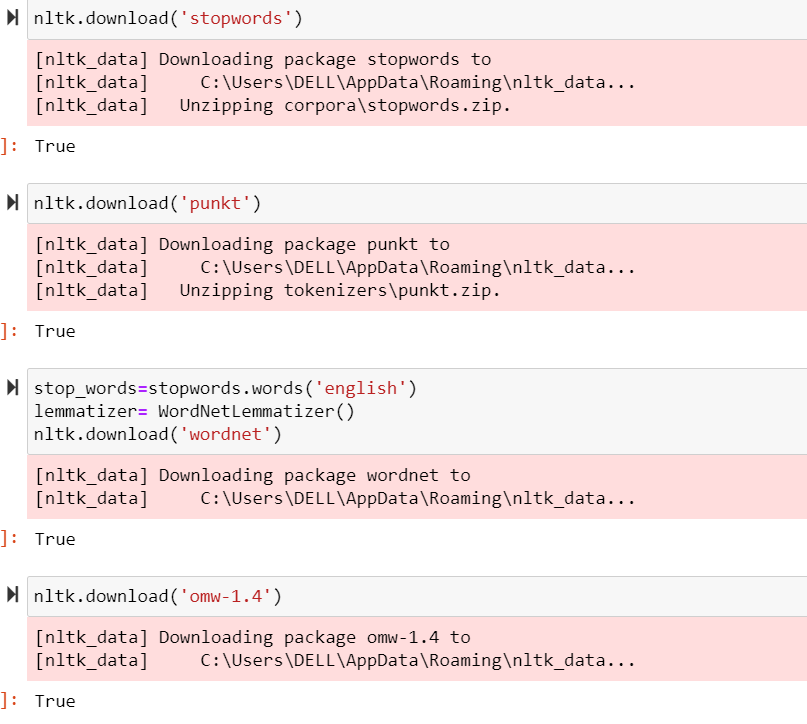 nltk.download('stopwords')
[nltk_data] Downloading package stopwords to
[nltk_data]     C:\Users\DELL\AppData\Roaming\nltk_data...
[nltk_data]   Unzipping corpora\stopwords.zip.
]: True
nltk.download('punkt')
[nltk_data] Downloading package punkt to
[nltk_data]     C:\Users\DELL\AppData\Roaming\nltk_data...
[nltk_data]   Unzipping tokenizers\punkt.zip.
]: True
stop_words=stopwords.words('english')
lemmatizer= WordNetLemmatizer()
nltk.download('wordnet')
[nltk_data] Downloading package wordnet to
[nltk_data]     C:\Users\DELL\AppData\Roaming\nltk_data...
]: True
nltk.download('omw-1.4')
[nltk_data] Downloading package omw-1.4 to
[nltk_data]     C:\Users\DELL\AppData\Roaming\nltk_data...
]: True